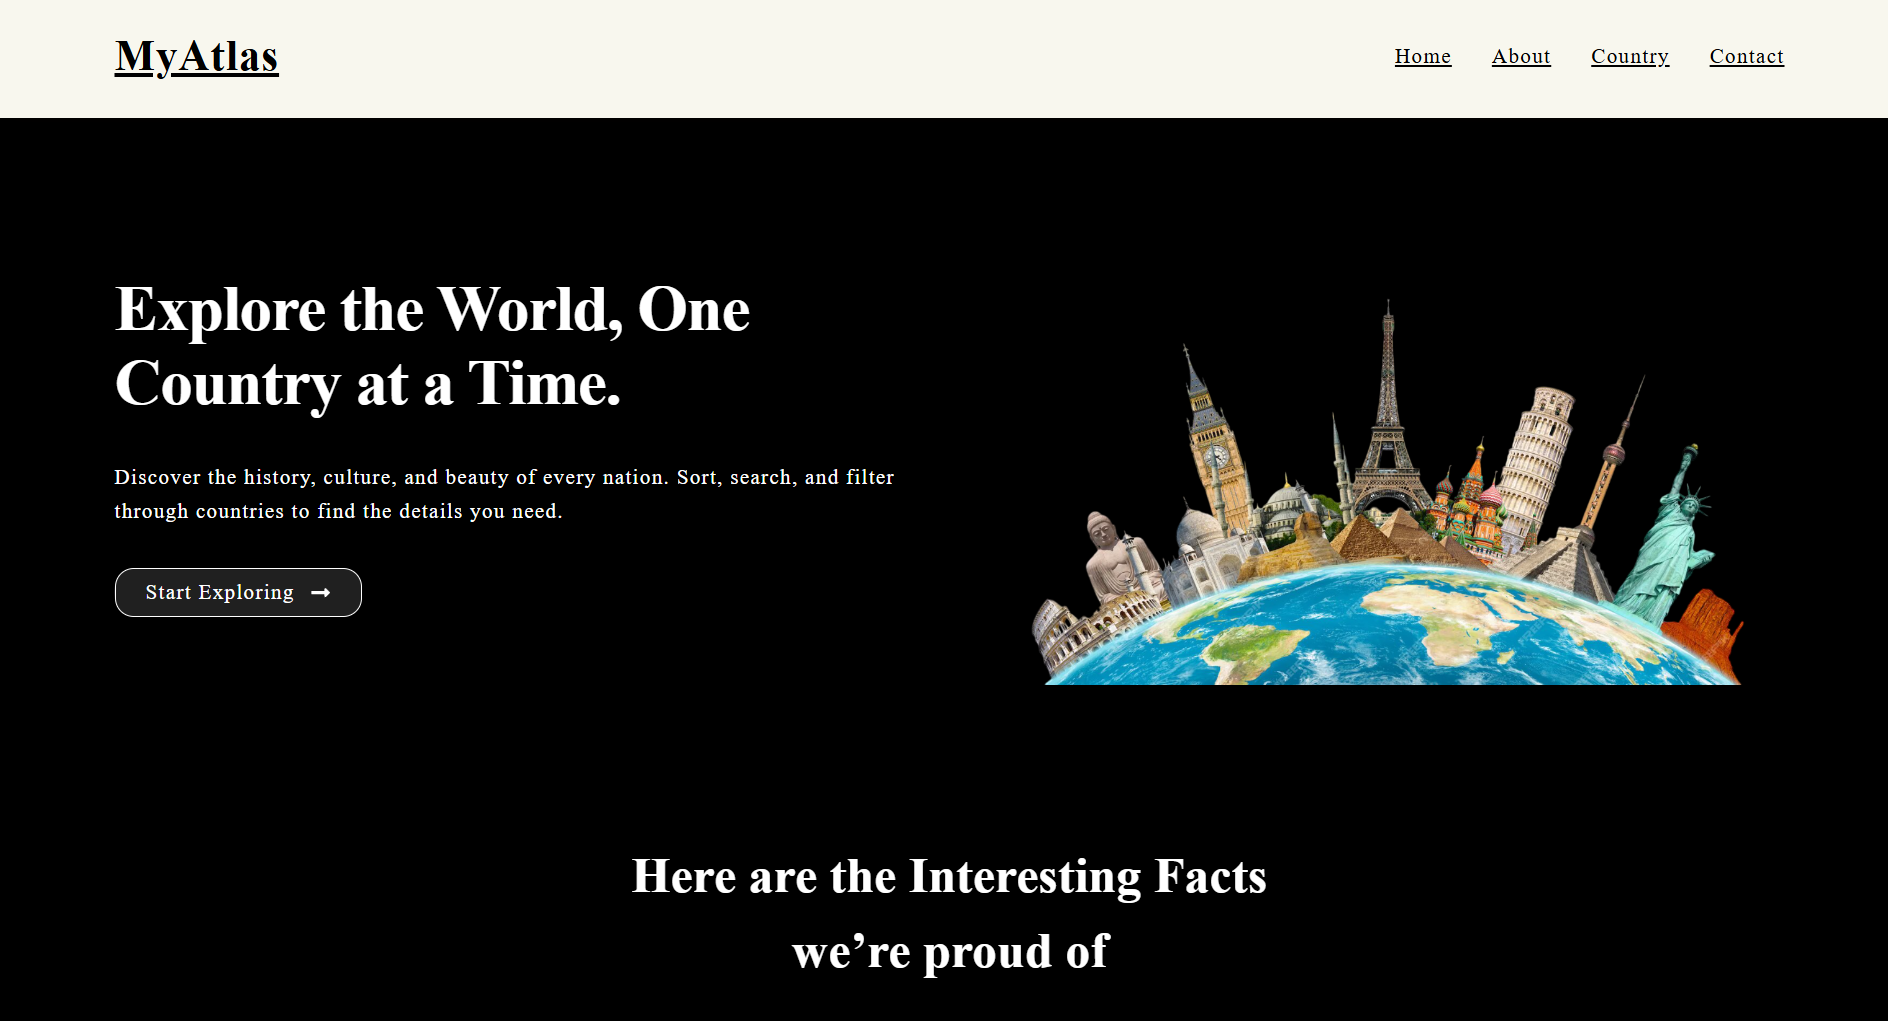 MyAtlas
Home About Country Contact
Explore the World, One
Country at a Time.
Discover the history, culture, and beauty of every nation. Sort, search, and filter
through countries to find the details you need.
Start Exploring
Here are the Interesting Facts
we’re proud of